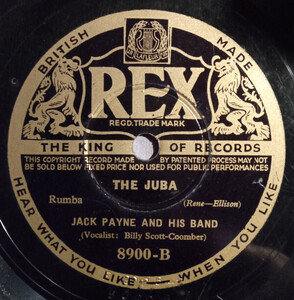 BRITISH MADE
REX
REGD. TRADE MARK
THE KING OF RECORDS
THIS COPYRIGHT RECORD MADE BY PATENTED PROCESS MAY NOT
BE SOLD BELOW FIXED PRICE NOR USED FOR PUBLIC PERFORMANCES
THE JUBA
Rumba (Rene—Ellison)
JACK PAYNE AND HIS BAND
(Vocalist: Billy Scott-Coomber)
8900-B
HEAR WHAT YOU LIKE—WHEN YOU LIKE